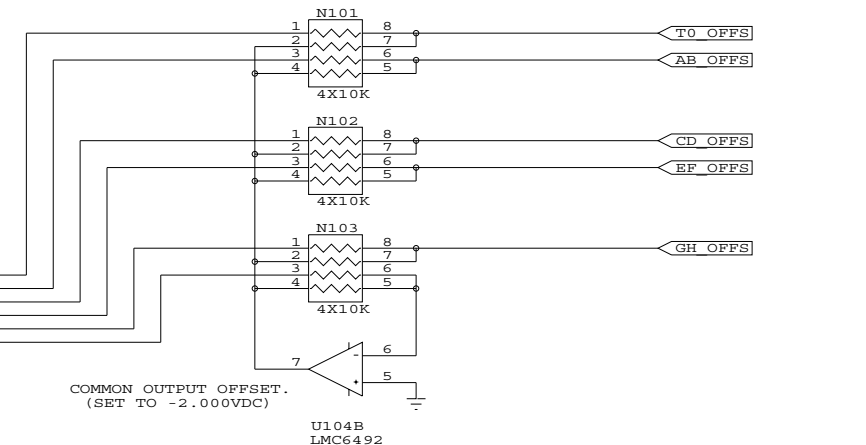 N101
1 8
2 7
3 6
4 5
4X10K
T0_OFFS
AB_OFFS
N102
1 8
2 7
3 6
4 5
4X10K
CD_OFFS
EF_OFFS
N103
1 8
2 7
3 6
4 5
4X10K
GH_OFFS
7 - 6
+ 5
COMMON OUTPUT OFFSET.
(SET TO -2.000VDC)
U104B
LMC6492